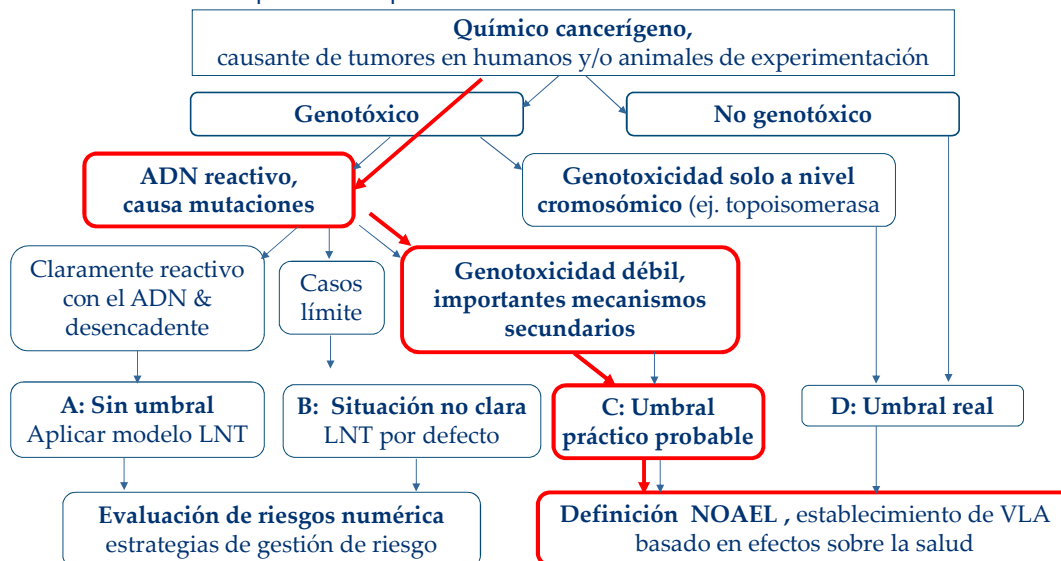 Químico cancerígeno,
causante de tumores en humanos y/o animales de experimentación
Genotóxico
No genotóxico
ADN reactivo,
causa mutaciones
Genotoxicidad solo a nivel
cromosómico (ej. topoisomerasa
Claramente reactivo
con el ADN &
desencadente
Casos
límite
Genotoxicidad débil,
importantes mecanismos
secundarios
A: Sin umbral
Aplicar modelo LNT
B: Situación no clara
LNT por defecto
C: Umbral
práctico probable
D: Umbral real
Evaluación de riesgos numérica
estrategias de gestión de riesgo
Definición NOAEL , establecimiento de VLA
basado en efectos sobre la salud